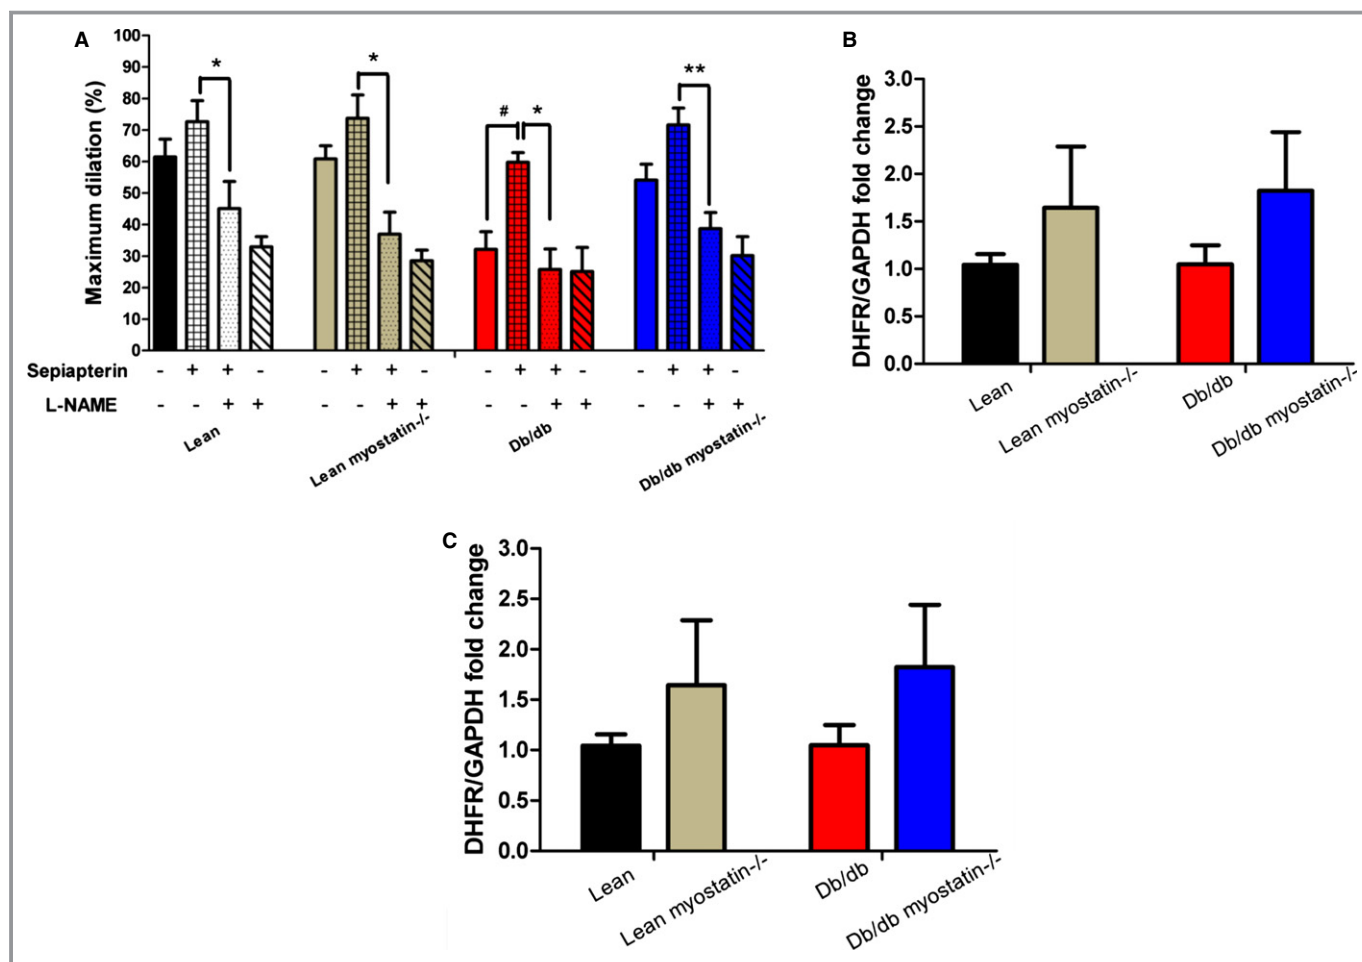 A
Maximum dilation (%)
100
90
80
70
60
50
40
30
20
10
0
*
*
#
*
**
Sepiapterin - + + - - + + - - + + - - + + -
L-NAME - - + + - - + + - - + + - - + +
Lean
Lean myostatin-/-
Db/db
Db/db myostatin-/-
B
DHFR/GAPDH fold change
3.0
2.5
2.0
1.5
1.0
0.5
0.0
Lean
Lean myostatin-/-
Db/db
Db/db myostatin-/-
C
DHFR/GAPDH fold change
3.0
2.5
2.0
1.5
1.0
0.5
0.0
Lean
Lean myostatin-/-
Db/db
Db/db myostatin-/-